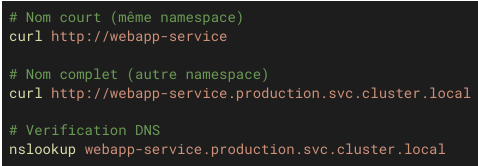 # Nom court (même namespace)
curl http://webapp-service
# Nom complet (autre namespace)
curl http://webapp-service.production.svc.cluster.local
# Verification DNS
nslookup webapp-service.production.svc.cluster.local